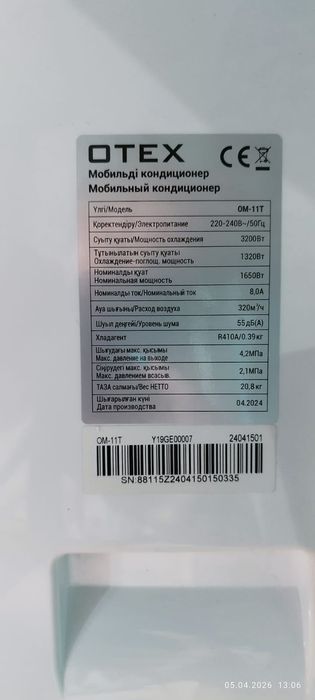 OTEX CE
Мобильді кондиционер
Мобильный кондиционер
Үлгі/Модель OM-11T
Қоректендіру/Электропитание 220-240В~/50Гц
Суыту қуаты/Мощность охлаждения 3200Вт
Тұтынылатын суыту қуаты
Охлаждение-поглощ. мощность 1320Вт
Номиналды қуат
Номинальная мощность 1650Вт
Номиналды ток/Номинальный ток 8,0А
Ауа шығыны/Расход воздуха 320м³/ч
Шуыл деңгейі/Уровень шума 55дБ(А)
Хладагент R410A/0.39кг
Шығудағы макс. қысымы
Макс. давление на выходе 4,2МПа
Сорудегі макс. қысымы
Макс. давлением всасыв. 2,1МПа
ТАЗА салмағы/Вес НЕТТО 20,8кг
Шығарылған күні
Дата производства 04.2024
OM-11T Y19GE00007 24041501
SN:88115Z2404150150335
05.04.2026 13:06